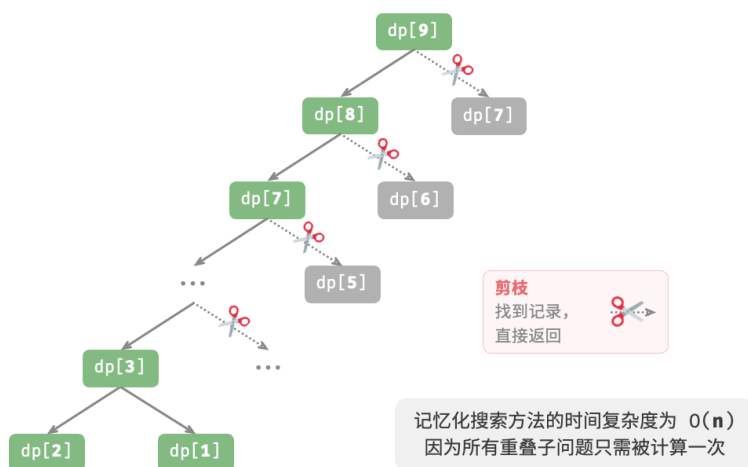 dp[9]
dp[8]
dp[7]
dp[7]
dp[6]
...
dp[5]
剪枝
找到记录，
直接返回
dp[3]
...
dp[2]
dp[1]
记忆化搜索方法的时间复杂度为 O(n)
因为所有重叠子问题只需被计算一次